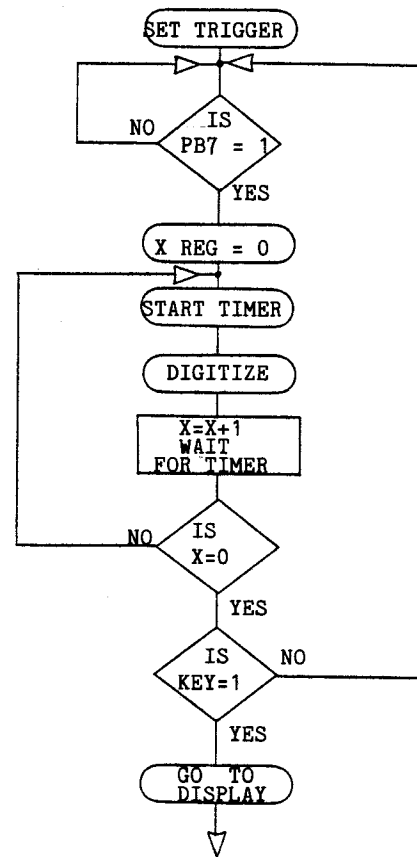 SET TRIGGER
IS
NO
PB7 = 1
YES
X REG = 0
START TIMER
DIGITIZE
X=X+1
WAIT
FOR TIMER
NO
IS
X=0
YES
IS
NO
KEY=1
YES
GO TO
DISPLAY